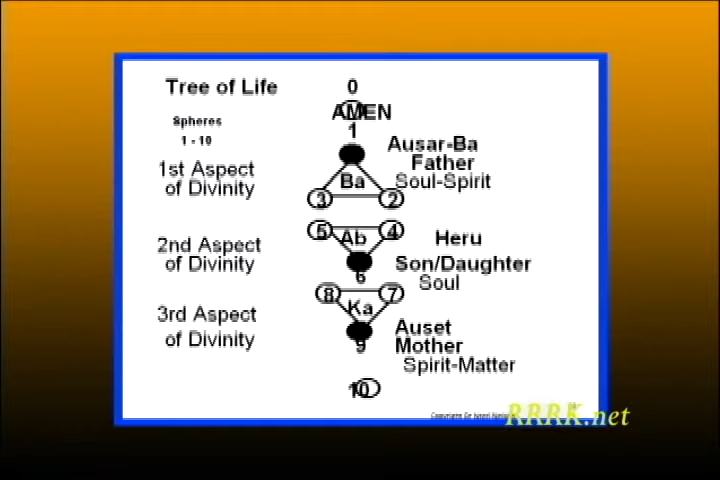 Tree of Life
0
AMEN
Spheres
1 - 10
1
Ausar-Ba
Father
Soul-Spirit
1st Aspect
of Divinity
Ba
3
2
5
4
Ab
Heru
2nd Aspect
of Divinity
6
Son/Daughter
Soul
8
7
Ka
3rd Aspect
of Divinity
9
Auset
Mother
Spirit-Matter
10
Copyright
RRRK.net